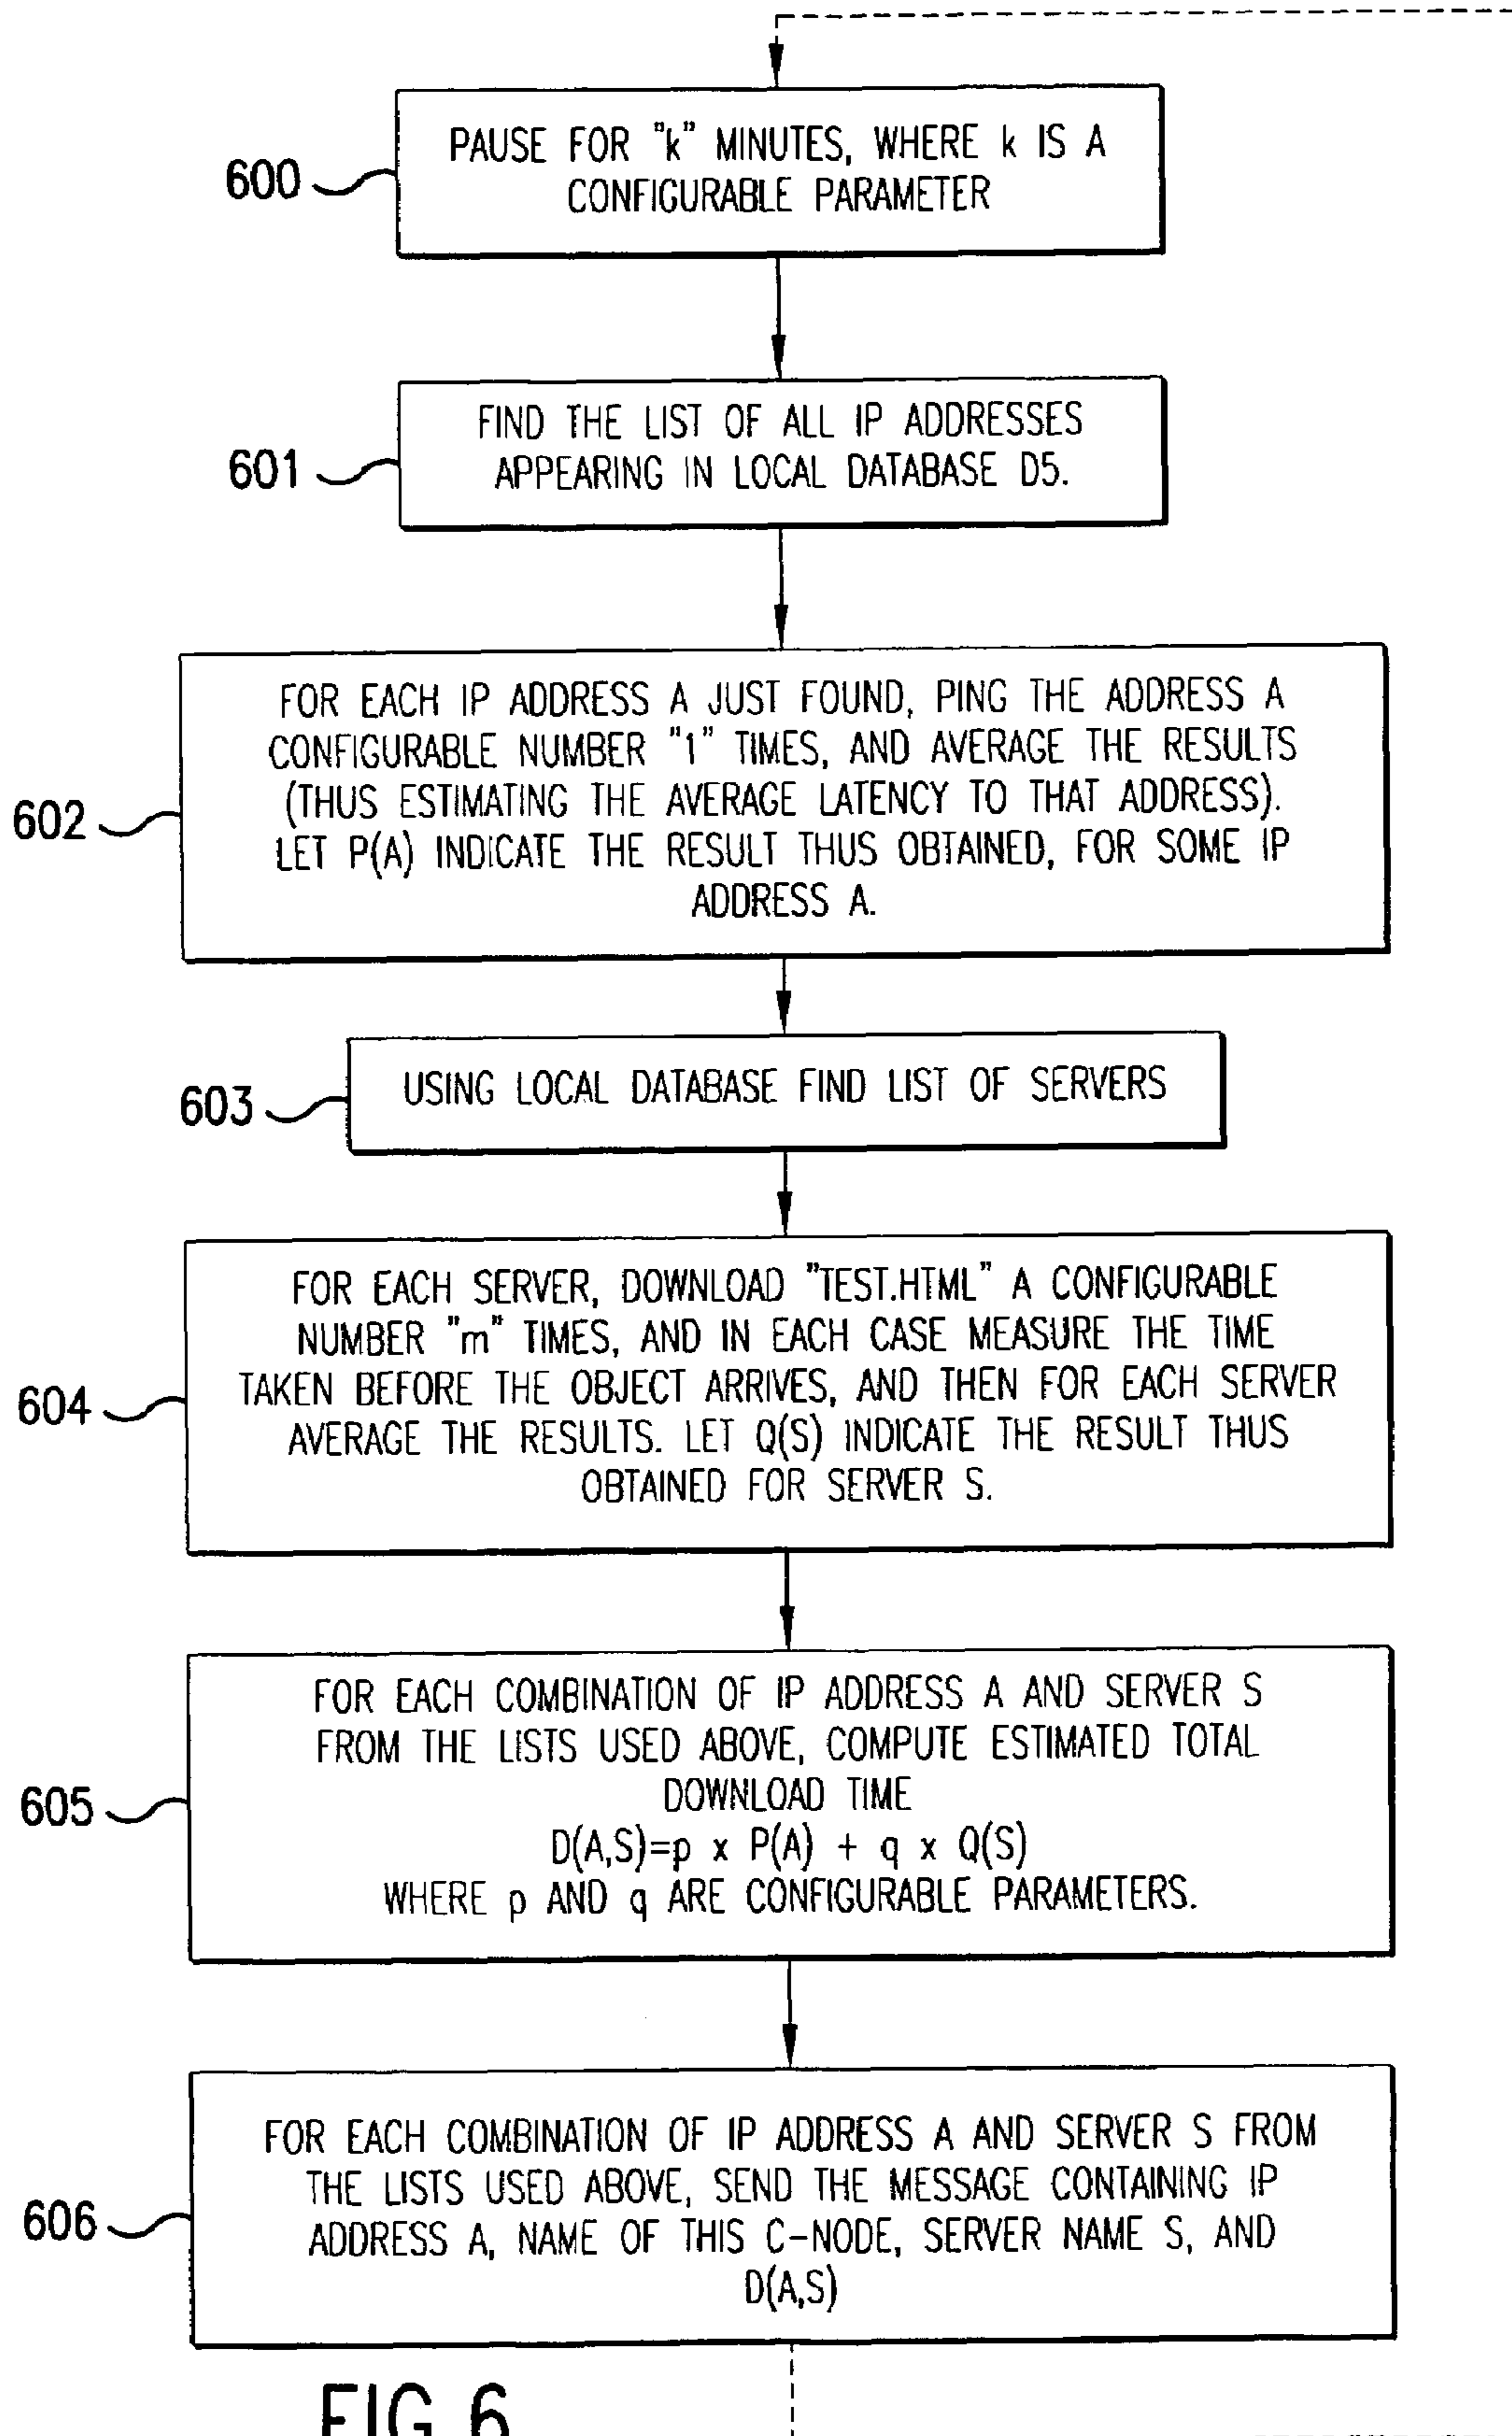 600
PAUSE FOR "k" MINUTES, WHERE k IS A
CONFIGURABLE PARAMETER
601
FIND THE LIST OF ALL IP ADDRESSES
APPEARING IN LOCAL DATABASE D5.
602
FOR EACH IP ADDRESS A JUST FOUND, PING THE ADDRESS A
CONFIGURABLE NUMBER "1" TIMES, AND AVERAGE THE RESULTS
(THUS ESTIMATING THE AVERAGE LATENCY TO THAT ADDRESS).
LET P(A) INDICATE THE RESULT THUS OBTAINED, FOR SOME IP
ADDRESS A.
603
USING LOCAL DATABASE FIND LIST OF SERVERS
604
FOR EACH SERVER, DOWNLOAD "TEST.HTML" A CONFIGURABLE
NUMBER "m" TIMES, AND IN EACH CASE MEASURE THE TIME
TAKEN BEFORE THE OBJECT ARRIVES, AND THEN FOR EACH SERVER
AVERAGE THE RESULTS. LET Q(S) INDICATE THE RESULT THUS
OBTAINED FOR SERVER S.
605
FOR EACH COMBINATION OF IP ADDRESS A AND SERVER S
FROM THE LISTS USED ABOVE, COMPUTE ESTIMATED TOTAL
DOWNLOAD TIME
D(A,S)=p x P(A) + q x Q(S)
WHERE p AND q ARE CONFIGURABLE PARAMETERS.
606
FOR EACH COMBINATION OF IP ADDRESS A AND SERVER S FROM
THE LISTS USED ABOVE, SEND THE MESSAGE CONTAINING IP
ADDRESS A, NAME OF THIS C-NODE, SERVER NAME S, AND
D(A,S)
FIG 6